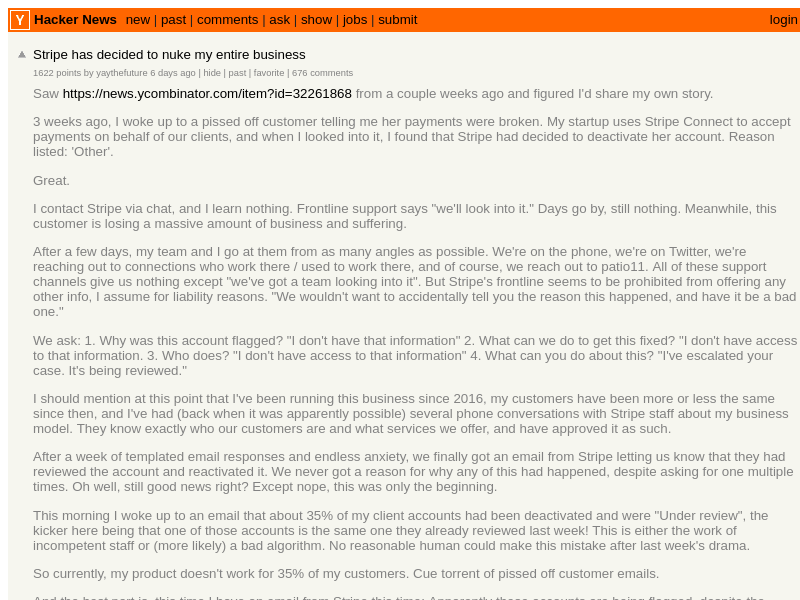 Y Hacker News new | past | comments | ask | show | jobs | submit login
Stripe has decided to nuke my entire business
1622 points by yaythefuture 6 days ago | hide | past | favorite | 676 comments
Saw https://news.ycombinator.com/item?id=32261868 from a couple weeks ago and figured I'd share my own story.
3 weeks ago, I woke up to a pissed off customer telling me her payments were broken. My startup uses Stripe Connect to accept
payments on behalf of our clients, and when I looked into it, I found that Stripe had decided to deactivate her account. Reason
listed: 'Other'.
Great.
I contact Stripe via chat, and I learn nothing. Frontline support says "we'll look into it." Days go by, still nothing. Meanwhile, this
customer is losing a massive amount of business and suffering.
After a few days, my team and I go at them from as many angles as possible. We're on the phone, we're on Twitter, we're
reaching out to connections who work there / used to work there, and of course, we reach out to patio11. All of these support
channels give us nothing except "we've got a team looking into it". But Stripe's frontline seems to be prohibited from offering any
other info, I assume for liability reasons. "We wouldn't want to accidentally tell you the reason this happened, and have it be a bad
one."
We ask: 1. Why was this account flagged? "I don't have that information" 2. What can we do to get this fixed? "I don't have access
to that information. 3. Who does? "I don't have access to that information" 4. What can you do about this? "I've escalated your
case. It's being reviewed."
I should mention at this point that I've been running this business since 2016, my customers have been more or less the same
since then, and I've had (back when it was apparently possible) several phone conversations with Stripe staff about my business
model. They know exactly who our customers are and what services we offer, and have approved it as such.
After a week of templated email responses and endless anxiety, we finally got an email from Stripe letting us know that they had
reviewed the account and reactivated it. We never got a reason for why any of this had happened, despite asking for one multiple
times. Oh well, still good news right? Except nope, this was only the beginning.
This morning I woke up to an email that about 35% of my client accounts had been deactivated and were "Under review", the
kicker here being that one of those accounts is the same one they already reviewed last week! This is either the work of
incompetent staff or (more likely) a bad algorithm. No reasonable human could make this mistake after last week's drama.
So currently, my product doesn't work for 35% of my customers. Cue torrent of pissed off customer emails.
And the best part is, this time I have an email from Stripe this time: Apparently these accounts are being flagged, despite the